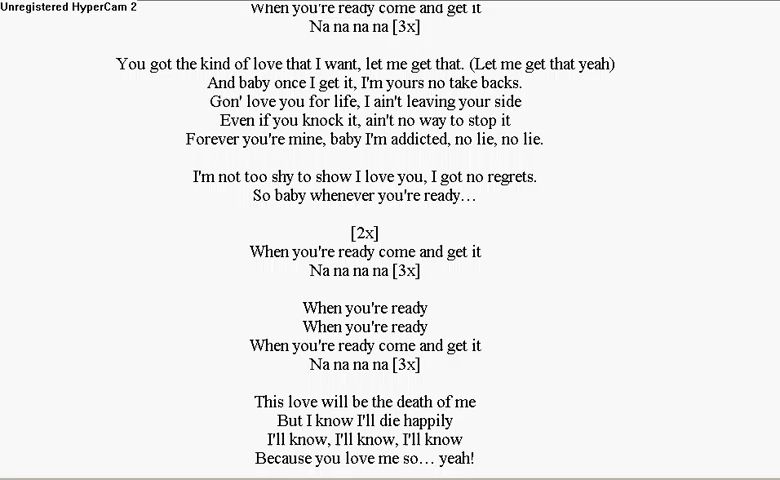 Unregistered HyperCam 2
When you're ready come and get it
Na na na na [3x]
You got the kind of love that I want, let me get that. (Let me get that yeah)
And baby once I get it, I'm yours no take backs.
Gon' love you for life, I ain't leaving your side
Even if you knock it, ain't no way to stop it
Forever you're mine, baby I'm addicted, no lie, no lie.
I'm not too shy to show I love you, I got no regrets.
So baby whenever you're ready…
[2x]
When you're ready come and get it
Na na na na [3x]
When you're ready
When you're ready
When you're ready come and get it
Na na na na [3x]
This love will be the death of me
But I know I'll die happily
I'll know, I'll know, I'll know
Because you love me so… yeah!